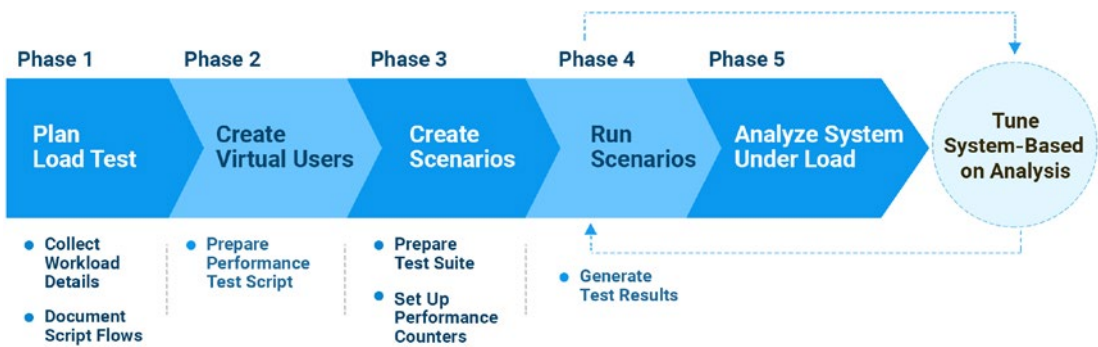 Phase 1
Phase 2
Phase 3
Phase 4
Phase 5
Plan
Load Test
Create
Virtual Users
Create
Scenarios
Run
Scenarios
Analyze System
Under Load
Tune
System-Based
on Analysis
Collect
Workload
Details
Document
Script Flows
Prepare
Performance
Test Script
Prepare
Test Suite
Set Up
Performance
Counters
Generate
Test Results